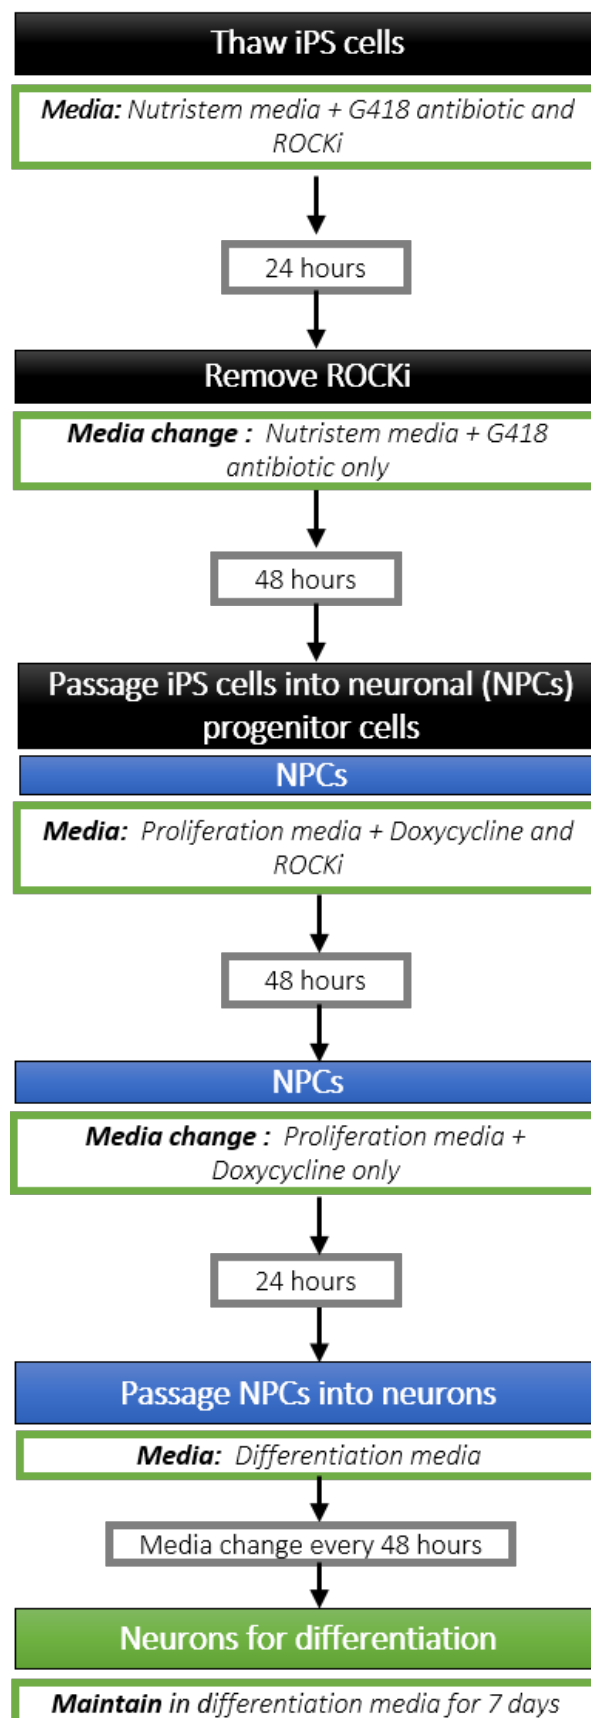 Thaw iPS cells
Media: Nutristem media + G418 antibiotic and
ROCKi
24 hours
Remove ROCKi
Media change : Nutristem media + G418
antibiotic only
48 hours
Passage iPS cells into neuronal (NPCs)
progenitor cells
NPCs
Media: Proliferation media + Doxycycline and
ROCKi
48 hours
NPCs
Media change : Proliferation media +
Doxycycline only
24 hours
Passage NPCs into neurons
Media: Differentiation media
Media change every 48 hours
Neurons for differentiation
Maintain in differentiation media for 7 days